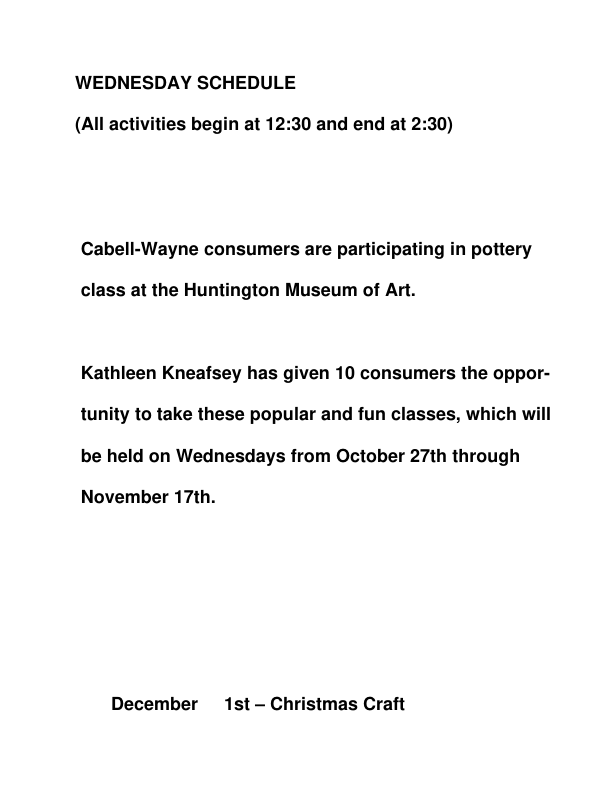 WEDNESDAY SCHEDULE
(All activities begin at 12:30 and end at 2:30)
Cabell-Wayne consumers are participating in pottery
class at the Huntington Museum of Art.
Kathleen Kneafsey has given 10 consumers the oppor-
tunity to take these popular and fun classes, which will
be held on Wednesdays from October 27th through
November 17th.
December 1st – Christmas Craft